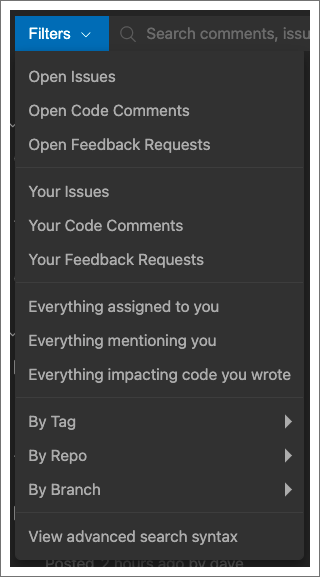 Filters
Search comments, issu
Open Issues
Open Code Comments
Open Feedback Requests
Your Issues
Your Code Comments
Your Feedback Requests
Everything assigned to you
Everything mentioning you
Everything impacting code you wrote
By Tag
By Repo
By Branch
View advanced search syntax
Posted 2 hours ago by dave